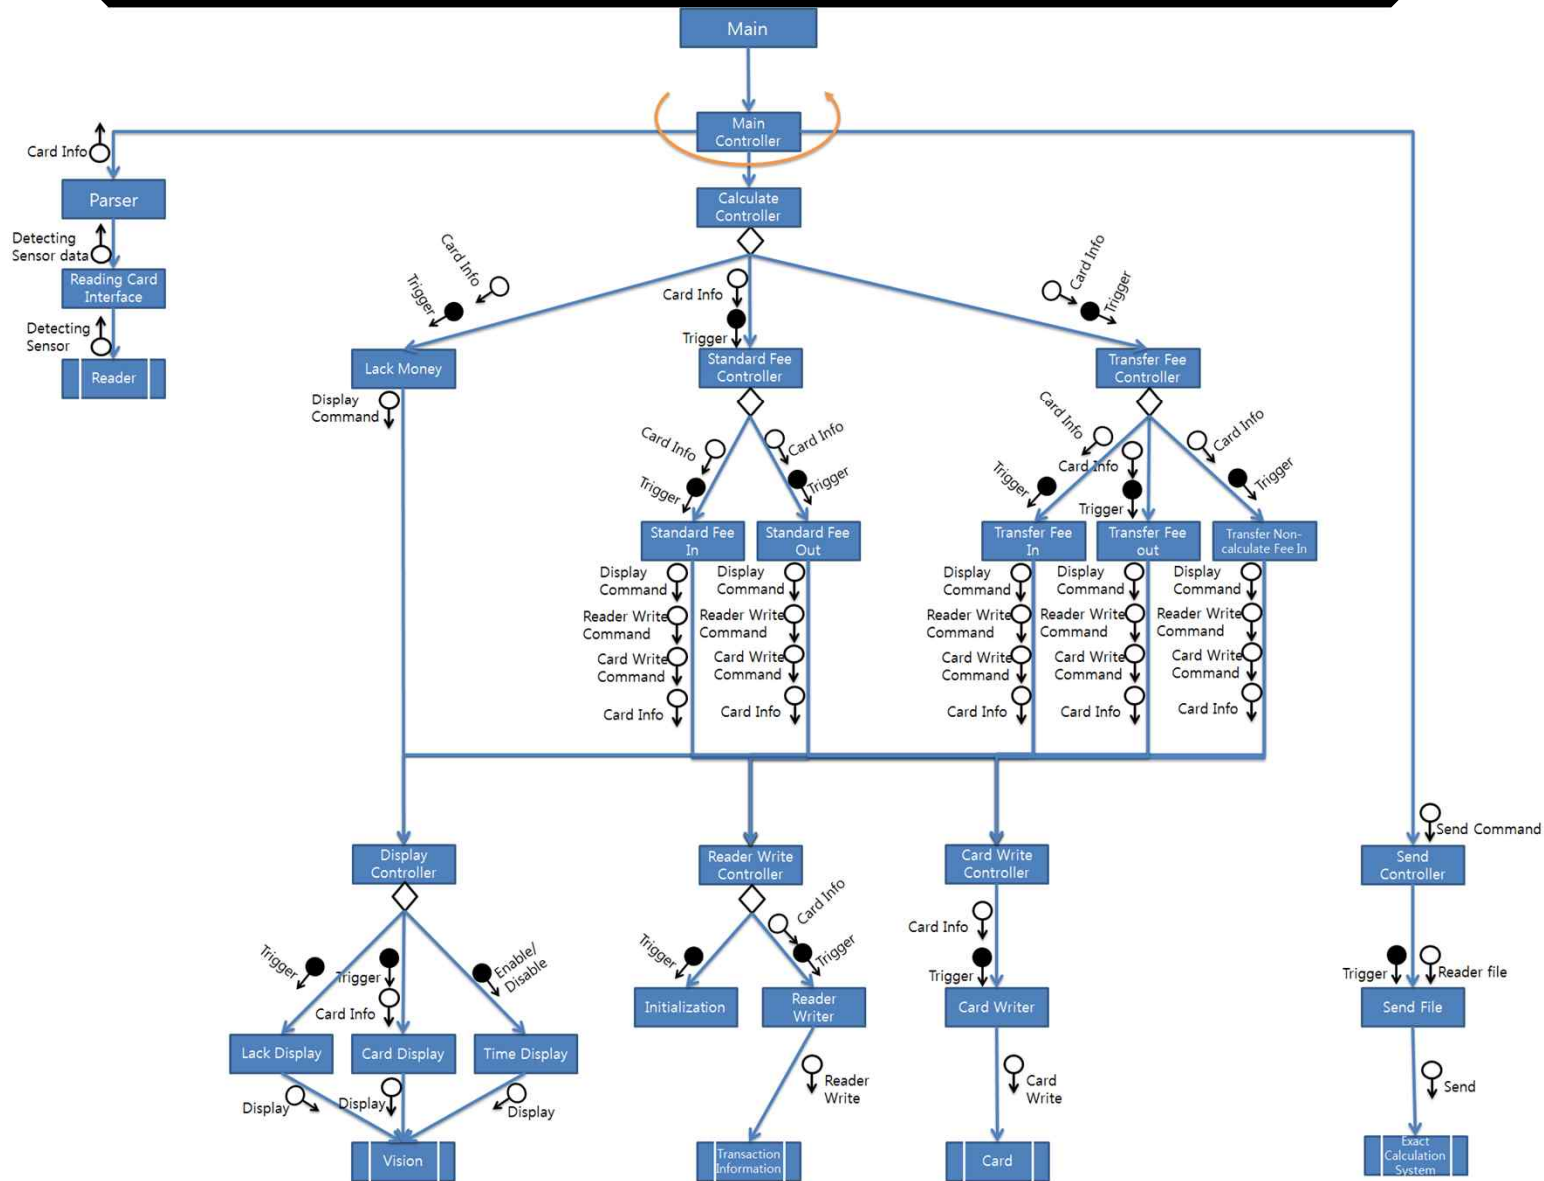 Main
Main
Controller
Card Info
Parser
Calculate
Controller
Detecting
Sensor data
Reading Card
Interface
Detecting
Sensor
Reader
Card Info
Trigger
Card Info
Trigger
Card Info
Trigger
Lack Money
Standard Fee
Controller
Transfer Fee
Controller
Display
Command
Card Info
Trigger
Card Info
Trigger
Card Info
Trigger
Card Info
Trigger
Card Info
Trigger
Standard Fee
In
Standard Fee
Out
Transfer Fee
In
Transfer Fee
out
Transfer Non-
calculate Fee In
Display
Command
Reader Write
Command
Card Write
Command
Card Info
Display
Command
Reader Write
Command
Card Write
Command
Card Info
Display
Command
Reader Write
Command
Card Write
Command
Card Info
Display
Command
Reader Write
Command
Card Write
Command
Card Info
Display
Command
Reader Write
Command
Card Write
Command
Card Info
Send Command
Display
Controller
Reader Write
Controller
Card Write
Controller
Send
Controller
Trigger
Trigger
Card Info
Enable/
Disable
Trigger
Card Info
Trigger
Card Info
Trigger
Trigger
Reader file
Initialization
Reader
Writer
Card Writer
Send File
Lack Display
Card Display
Time Display
Display
Display
Display
Reader
Write
Card
Write
Send
Vision
Transaction
Information
Card
Exact
Calculation
System